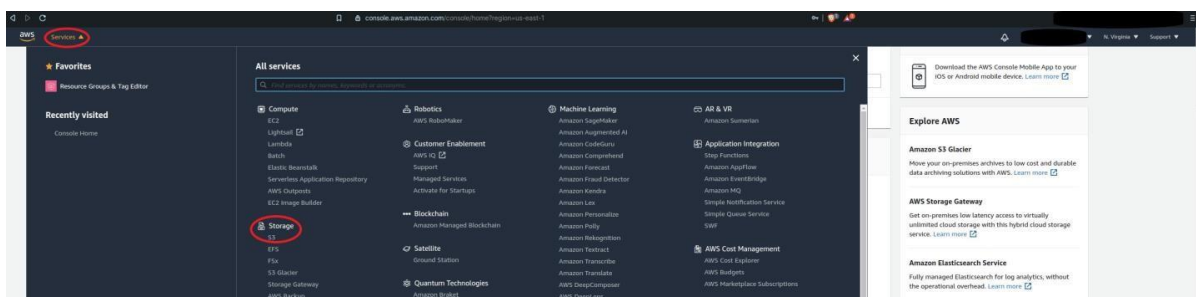 console.aws.amazon.com/console/home?region=us-east-1
aws
Services
N. Virginia
Support
Favorites
Resource Groups & Tag Editor
Recently visited
Console Home
All services
Find services by name, keywords or acronyms.
Compute
EC2
Lightsail
Lambda
Batch
Elastic Beanstalk
Serverless Application Repository
AWS Outposts
EC2 Image Builder
Storage
S3
EFS
FSx
S3 Glacier
Storage Gateway
AWS Backup
Robotics
AWS RoboMaker
Customer Enablement
AWS IQ
Support
Managed Services
Activate for Startups
Blockchain
Amazon Managed Blockchain
Satellite
Ground Station
Quantum Technologies
Amazon Braket
Machine Learning
Amazon SageMaker
Amazon Augmented AI
Amazon CodeGuru
Amazon Comprehend
Amazon Forecast
Amazon Fraud Detector
Amazon Kendra
Amazon Lex
Amazon Personalize
Amazon Polly
Amazon Rekognition
Amazon Textract
Amazon Transcribe
Amazon Translate
AWS DeepComposer
AWS DeepLens
AR & VR
Amazon Sumerian
Application Integration
Step Functions
Amazon AppFlow
Amazon EventBridge
Amazon MQ
Simple Notification Service
Simple Queue Service
SWF
AWS Cost Management
AWS Cost Explorer
AWS Budgets
AWS Marketplace Subscriptions
Download the AWS Console Mobile App to your
iOS or Android mobile device. Learn more
Explore AWS
Amazon S3 Glacier
Move your on-premises archives to low cost and durable
data archiving solutions with AWS. Learn more
AWS Storage Gateway
Get on-premises low latency access to virtually
unlimited cloud storage with this hybrid cloud storage
service. Learn more
Amazon Elasticsearch Service
Fully managed Elasticsearch for log analytics, without
the operational overhead. Learn more